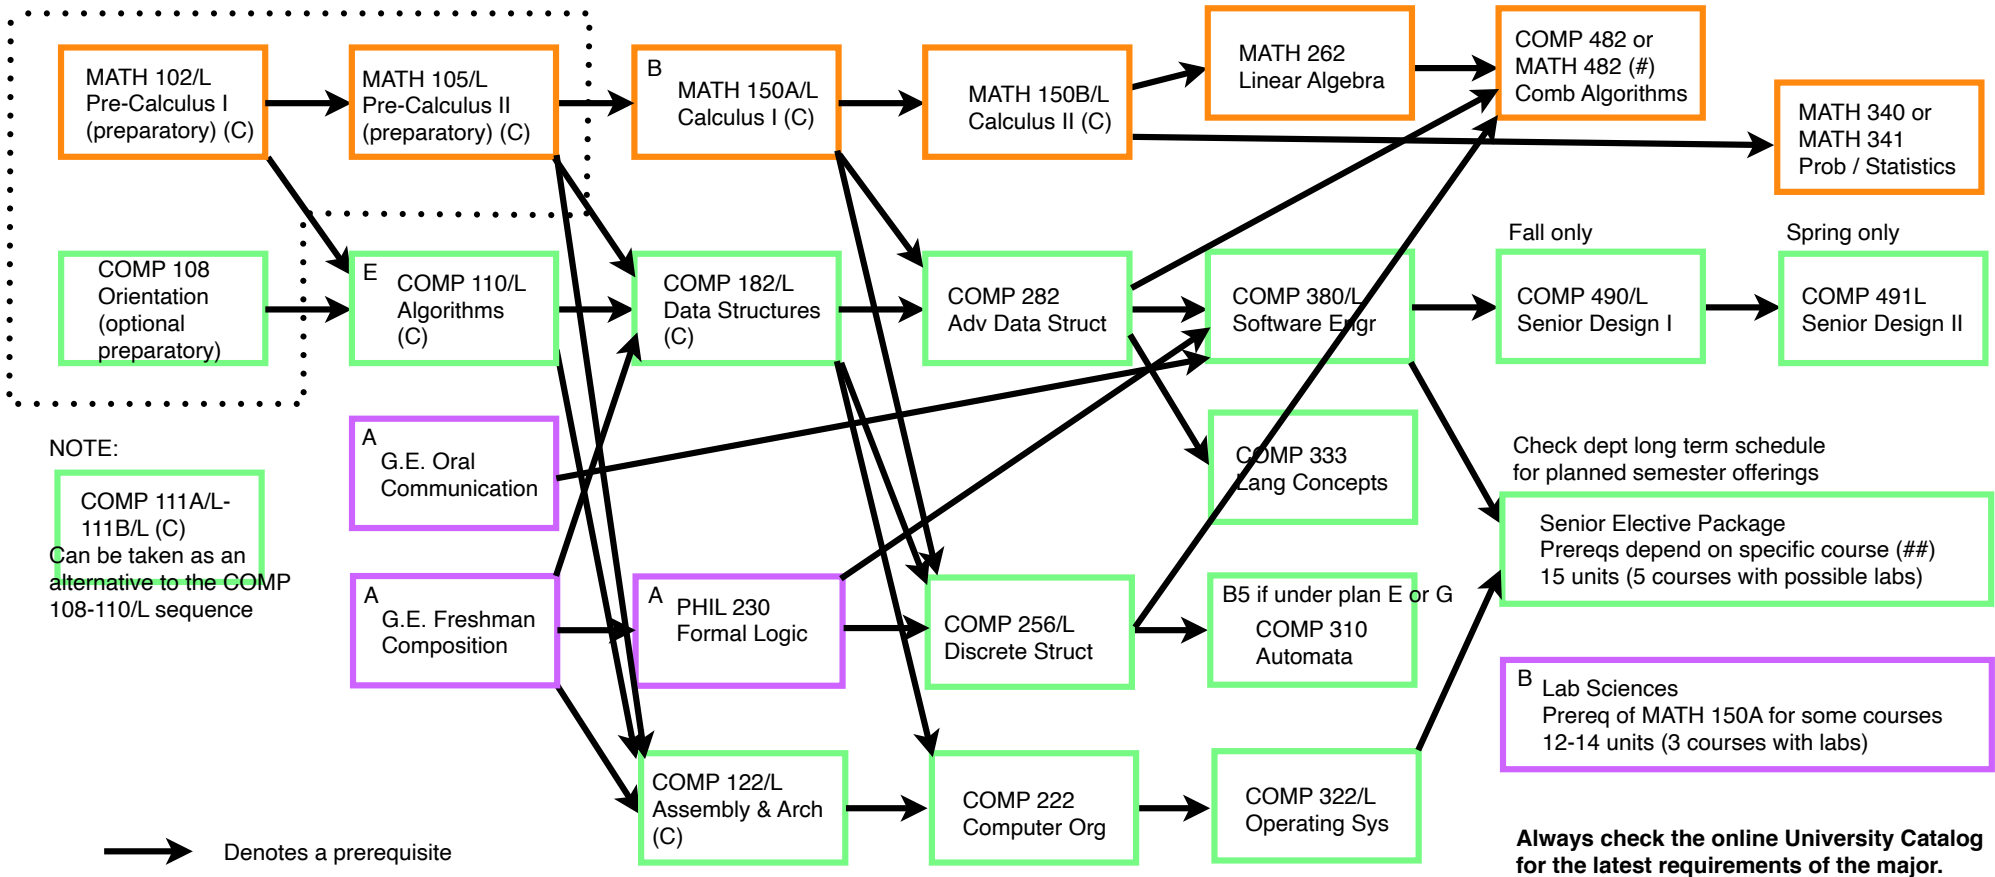 MATH 102/L
Pre-Calculus I
(preparatory) (C)
MATH 105/L
Pre-Calculus II
(preparatory) (C)
B
MATH 150A/L
Calculus I (C)
MATH 150B/L
Calculus II (C)
MATH 262
Linear Algebra
COMP 482 or
MATH 482 (#)
Comb Algorithms
MATH 340 or
MATH 341
Prob / Statistics
COMP 108
Orientation
(optional
preparatory)
E
COMP 110/L
Algorithms
(C)
COMP 182/L
Data Structures
(C)
COMP 282
Adv Data Struct
COMP 380/L
Software Engr
Fall only
COMP 490/L
Senior Design I
Spring only
COMP 491L
Senior Design II
NOTE:
COMP 111A/L-
111B/L (C)
Can be taken as an
alternative to the COMP
108-110/L sequence
A
G.E. Oral
Communication
COMP 333
Lang Concepts
Check dept long term schedule
for planned semester offerings
Senior Elective Package
Prereqs depend on specific course (##)
15 units (5 courses with possible labs)
A
G.E. Freshman
Composition
A
PHIL 230
Formal Logic
COMP 256/L
Discrete Struct
B5 if under plan E or G
COMP 310
Automata
B
Lab Sciences
Prereq of MATH 150A for some courses
12-14 units (3 courses with labs)
COMP 122/L
Assembly & Arch
(C)
COMP 222
Computer Org
COMP 322/L
Operating Sys
Denotes a prerequisite
Always check the online University Catalog
for the latest requirements of the major.